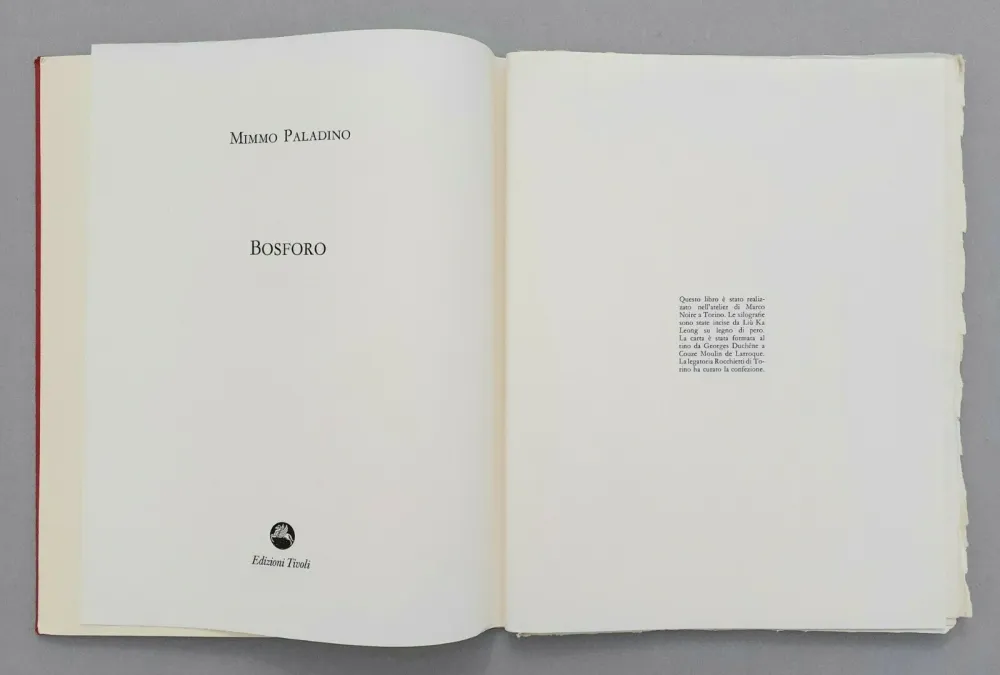 MIMMO PALADINO
BOSFORO
Edizioni Tivoli
Questo libro è stato realiz-
zato nell'atelier di Marco
Noire a Torino. Le xilografie
sono state incise da Liù Ka
Leong su legno di pero.
La carta è stata formata al
tino da Georges Duchêne a
Couze Moulin de Larroque.
La legatoria Rocchietti di To-
rino ha curato la confezione.